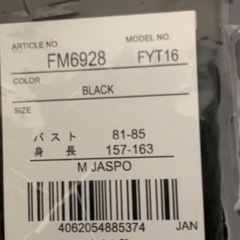 ARTICLE NO. MODEL NO.
FM6928 FYT16
COLOR
BLACK
SIZE
バスト 81-85
身長 157-163
M JASPO
4062054885374 JAN